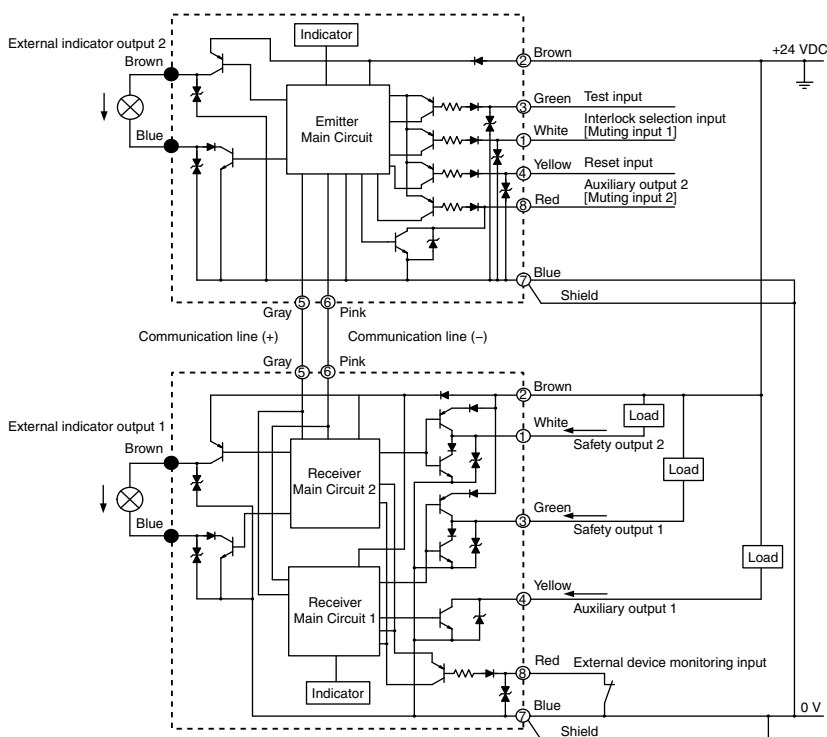 External indicator output 2
Indicator
Brown
Blue
Emitter
Main Circuit
2
Brown
+24 VDC
3
Green
Test input
1
White
Interlock selection input
[Muting input 1]
4
Yellow
Reset input
8
Red
Auxiliary output 2
[Muting input 2]
7
Blue
Shield
5
6
Gray
Pink
Communication line (+)
Communication line (−)
Gray
Pink
5
6
External indicator output 1
Brown
Blue
Receiver
Main Circuit 2
Receiver
Main Circuit 1
Indicator
2
Brown
1
White
Safety output 2
Load
3
Green
Safety output 1
Load
4
Yellow
Auxiliary output 1
Load
8
Red
External device monitoring input
7
Blue
0 V
Shield